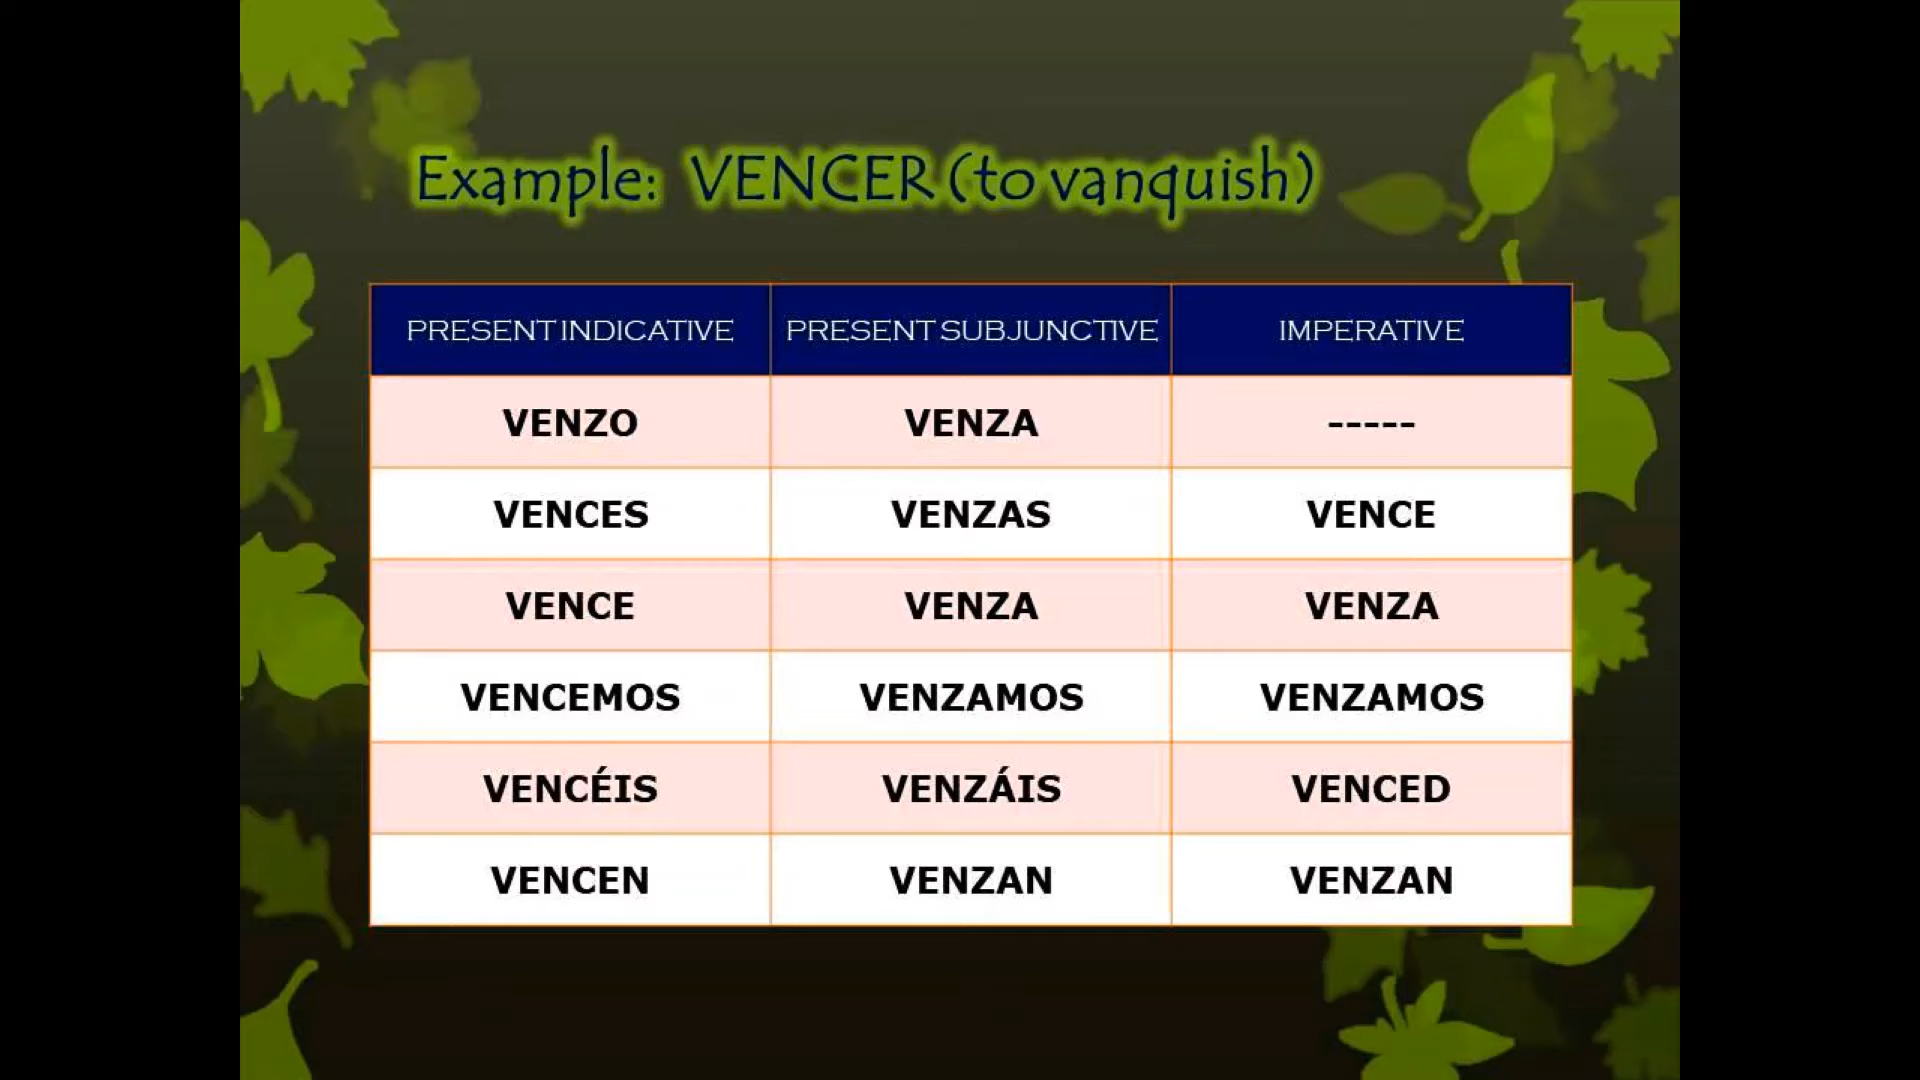 Example: VENCER (to vanquish)
PRESENT INDICATIVE PRESENT SUBJUNCTIVE IMPERATIVE
VENZO VENZA -----
VENCES VENZAS VENCE
VENCE VENZA VENZA
VENCEMOS VENZAMOS VENZAMOS
VENCÉIS VENZÁIS VENCED
VENCEN VENZAN VENZAN